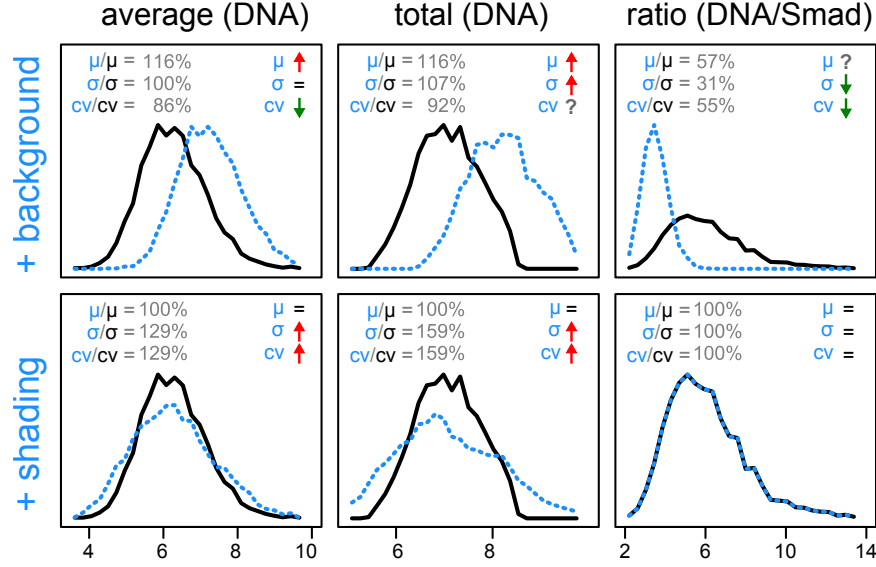 average (DNA)
total (DNA)
ratio (DNA/Smad)
+ background
μ/μ = 116% μ
σ/σ = 100% σ =
cv/cv = 86% cv
μ/μ = 116% μ
σ/σ = 107% σ
cv/cv = 92% cv ?
μ/μ = 57% μ ?
σ/σ = 31% σ
cv/cv = 55% cv
+ shading
μ/μ = 100% μ =
σ/σ = 129% σ
cv/cv = 129% cv
μ/μ = 100% μ =
σ/σ = 159% σ
cv/cv = 159% cv
μ/μ = 100% μ =
σ/σ = 100% σ =
cv/cv = 100% cv =
4 6 8 10
6 8
2 6 10 14